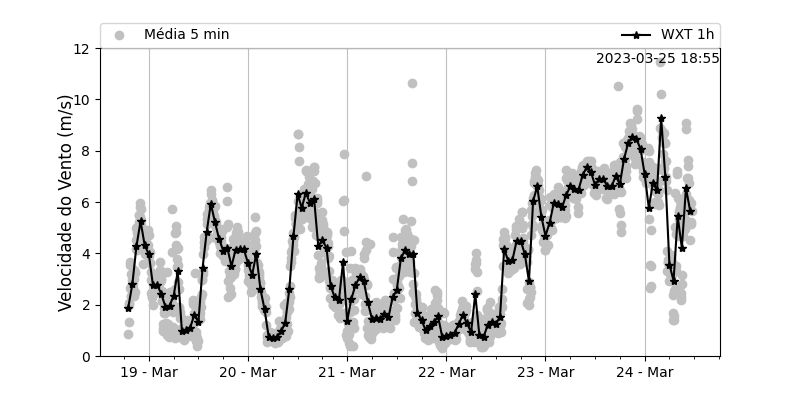 Média 5 min
WXT 1h
2023-03-25 18:55
Velocidade do Vento (m/s)
12
10
8
6
4
2
0
19 - Mar
20 - Mar
21 - Mar
22 - Mar
23 - Mar
24 - Mar